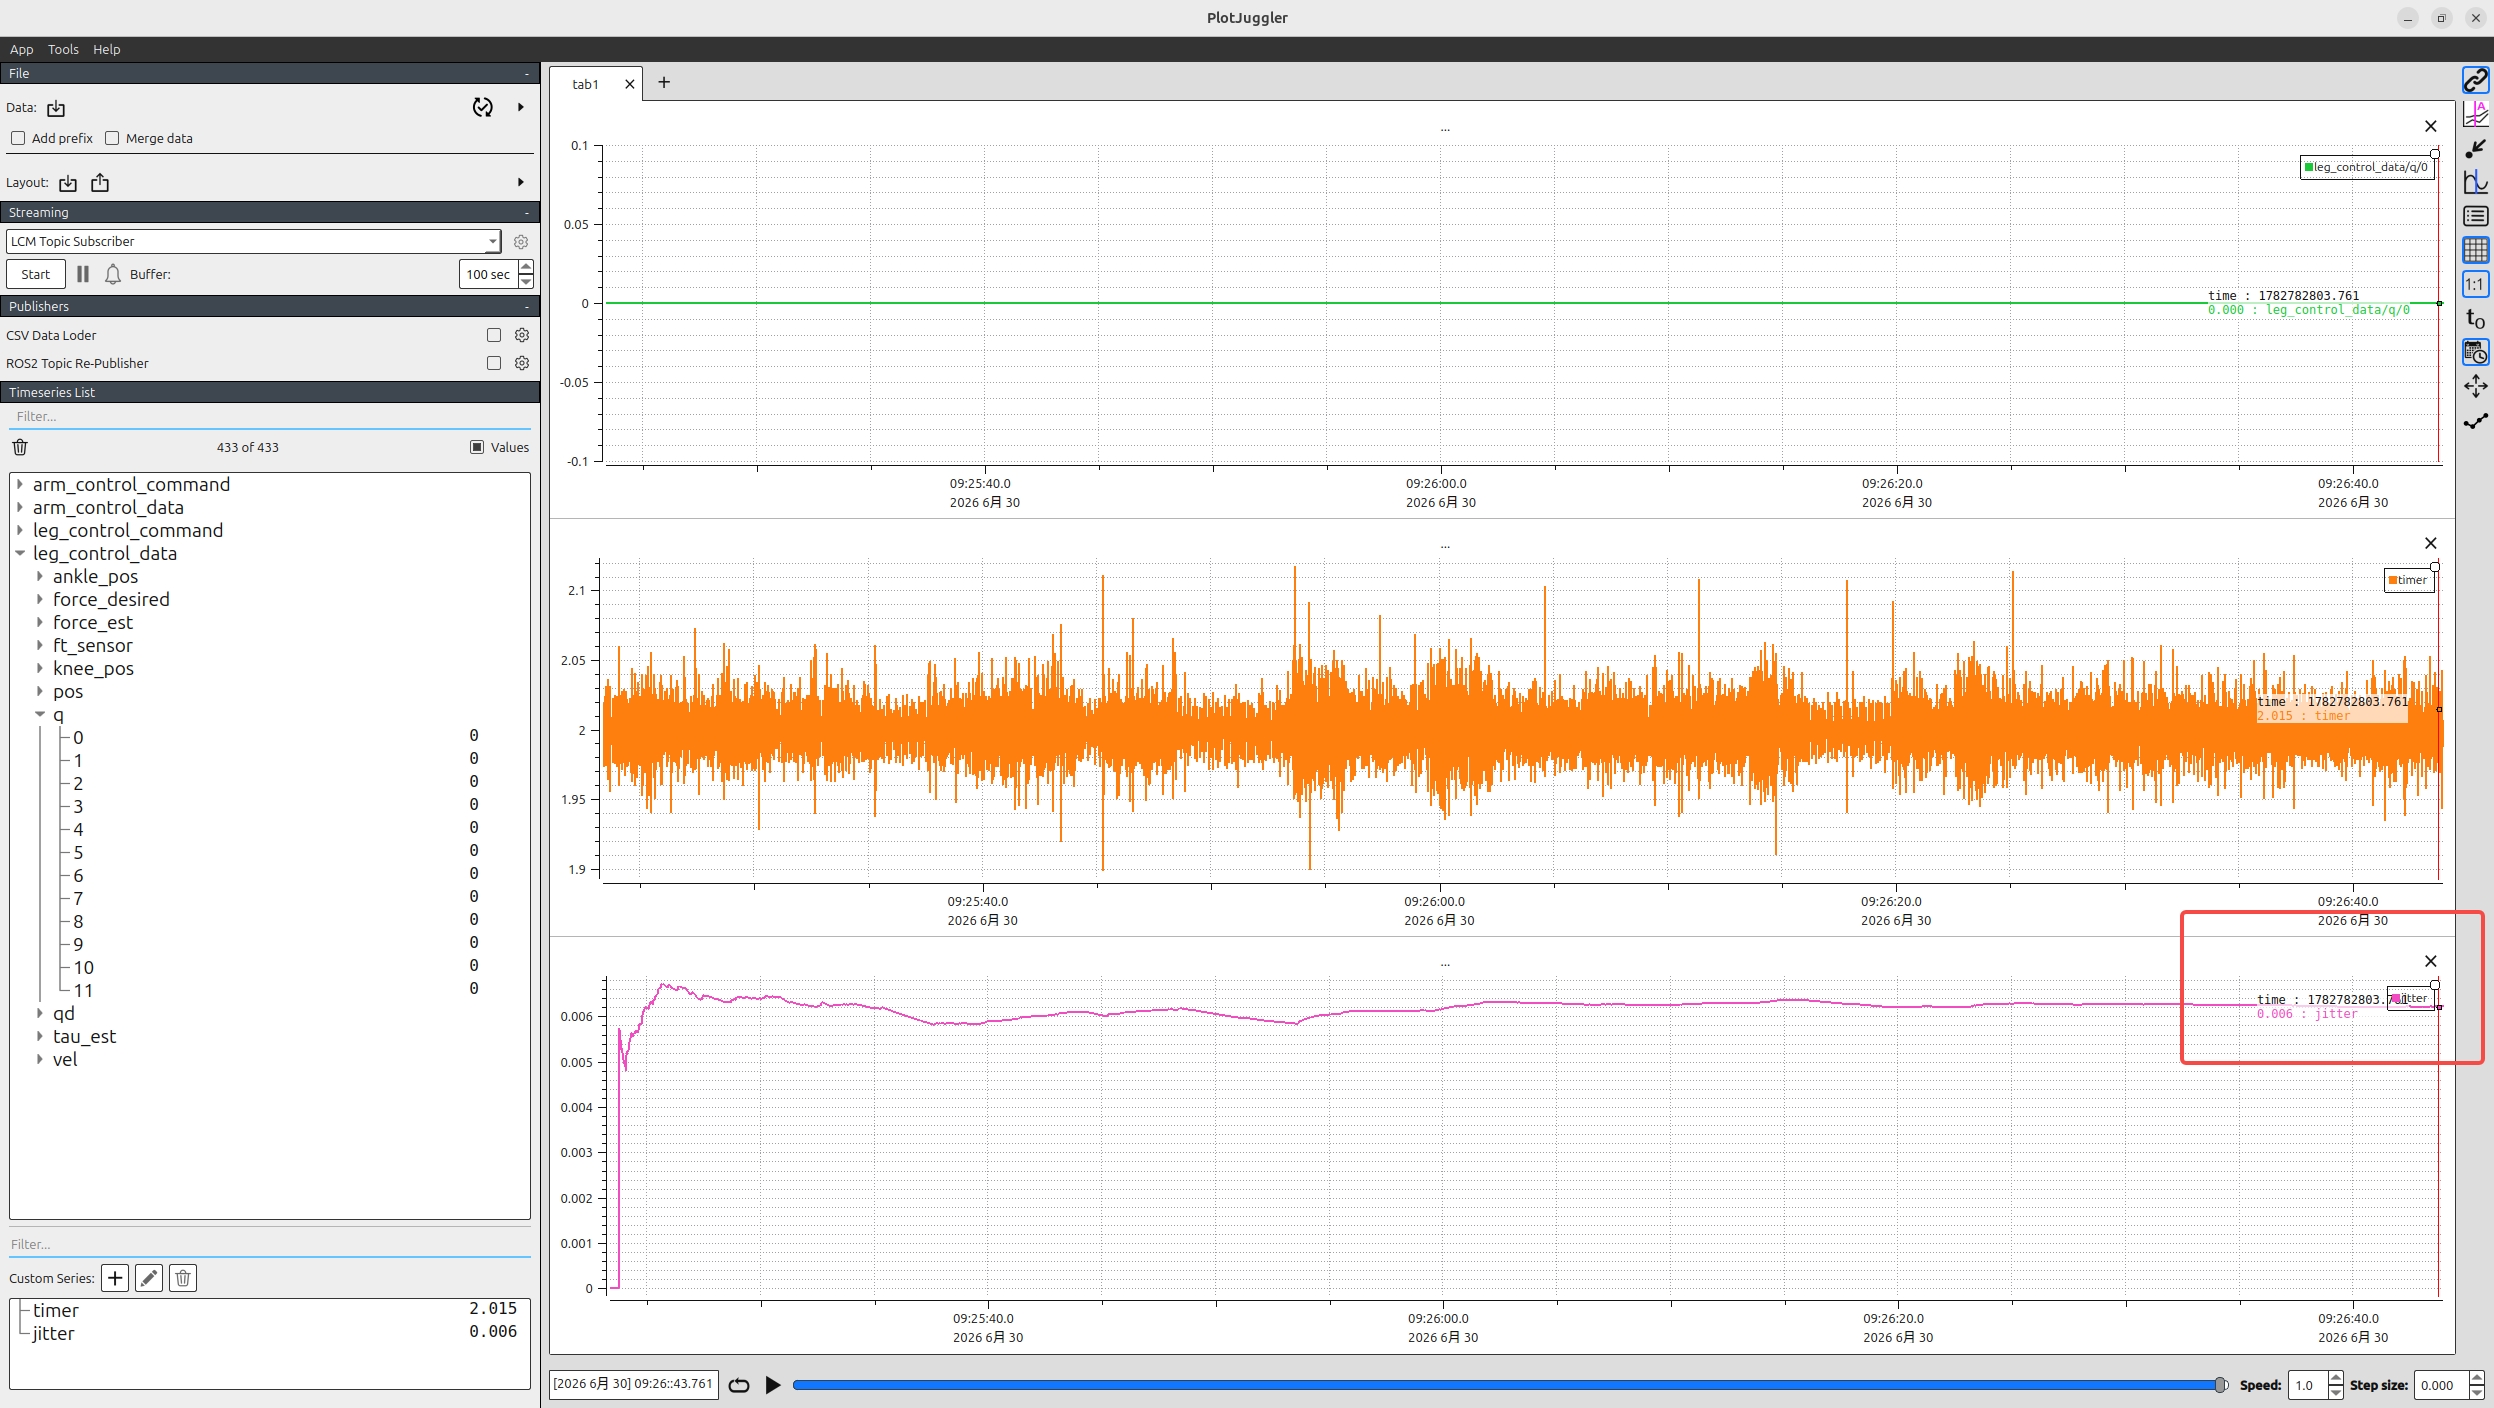 PlotJuggler
App Tools Help
File -
Data:
Add prefix Merge data
Layout:
Streaming -
LCM Topic Subscriber
Start Buffer: 100 sec
Publishers -
CSV Data Loder
ROS2 Topic Re-Publisher
Timeseries List
Filter...
433 of 433 Values
arm_control_command
arm_control_data
leg_control_command
leg_control_data
ankle_pos
force_desired
force_est
ft_sensor
knee_pos
pos
q
0 0
1 0
2 0
3 0
4 0
5 0
6 0
7 0
8 0
9 0
10 0
11 0
qd
tau_est
vel
Filter...
Custom Series:
timer 2.015
jitter 0.006
tab1
...
leg_control_data/q/0
0.1
0.05
0
-0.05
-0.1
time : 1782782803.761
0.000 : leg_control_data/q/0
09:25:40.0 09:26:00.0 09:26:20.0 09:26:40.0
2026 6月 30 2026 6月 30 2026 6月 30 2026 6月 30
...
timer
2.1
2.05
2
1.95
1.9
time : 1782782803.761
2.015 : timer
09:25:40.0 09:26:00.0 09:26:20.0 09:26:40.0
2026 6月 30 2026 6月 30 2026 6月 30 2026 6月 30
...
jitter
time : 1782782803.761
0.006 : jitter
0.006
0.005
0.004
0.003
0.002
0.001
0
09:25:40.0 09:26:00.0 09:26:20.0 09:26:40.0
2026 6月 30 2026 6月 30 2026 6月 30 2026 6月 30
[2026 6月 30] 09:26::43.761 Speed: 1.0 Step size: 0.000
A
1:1
t0